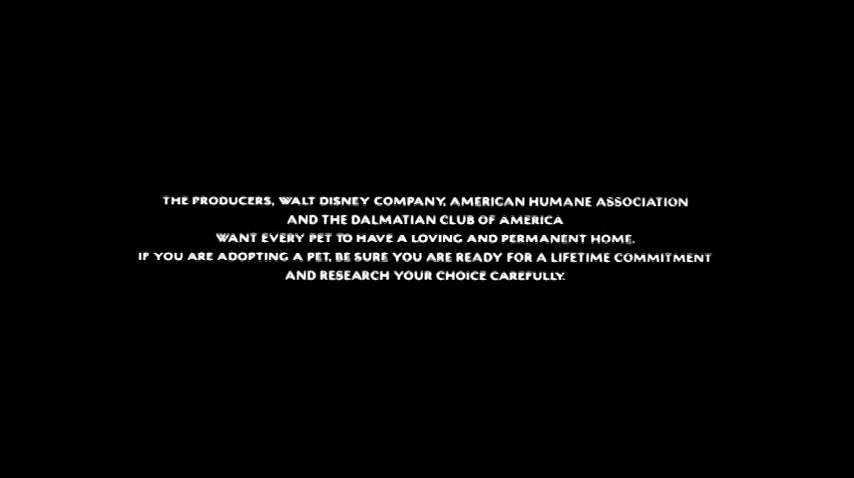 THE PRODUCERS, WALT DISNEY COMPANY, AMERICAN HUMANE ASSOCIATION
AND THE DALMATIAN CLUB OF AMERICA
WANT EVERY PET TO HAVE A LOVING AND PERMANENT HOME.
IF YOU ARE ADOPTING A PET, BE SURE YOU ARE READY FOR A LIFETIME COMMITMENT
AND RESEARCH YOUR CHOICE CAREFULLY.